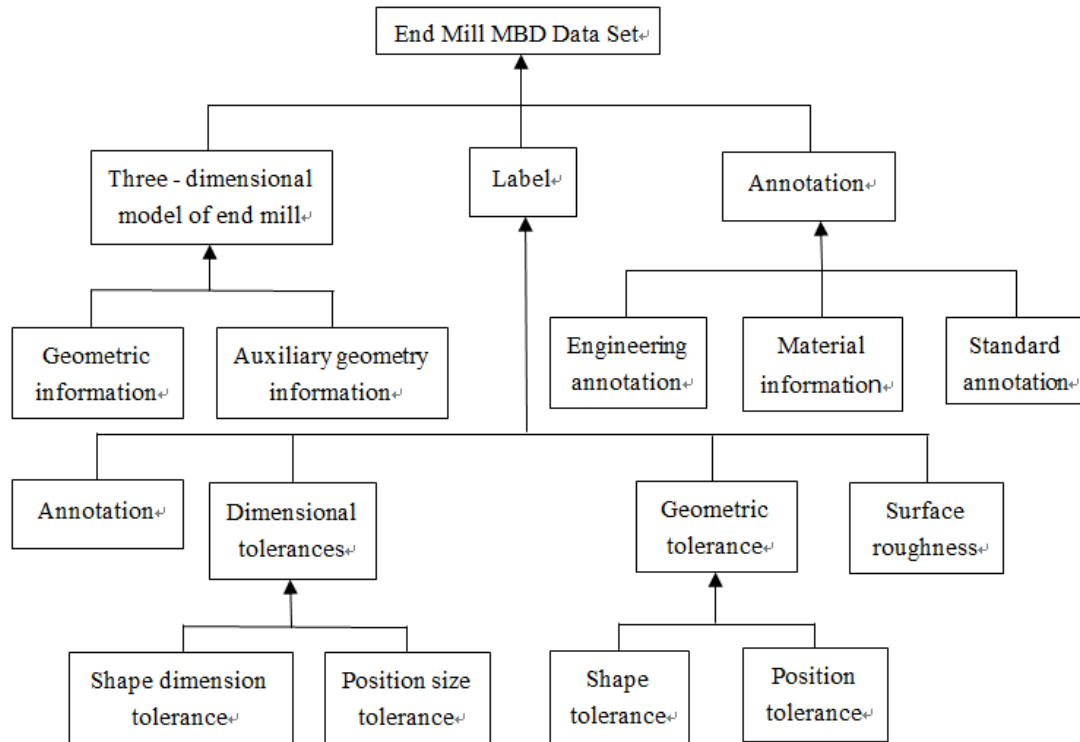 End Mill MBD Data Set↵
Three - dimensional
model of end mill↵
Label↵
Annotation↵
Geometric
information↵
Auxiliary geometry
information↵
Engineering
annotation↵
Material
information↵
Standard
annotation↵
Annotation↵
Dimensional
tolerances↵
Geometric
tolerance↵
Surface
roughness↵
Shape dimension
tolerance↵
Position size
tolerance↵
Shape
tolerance↵
Position
tolerance↵